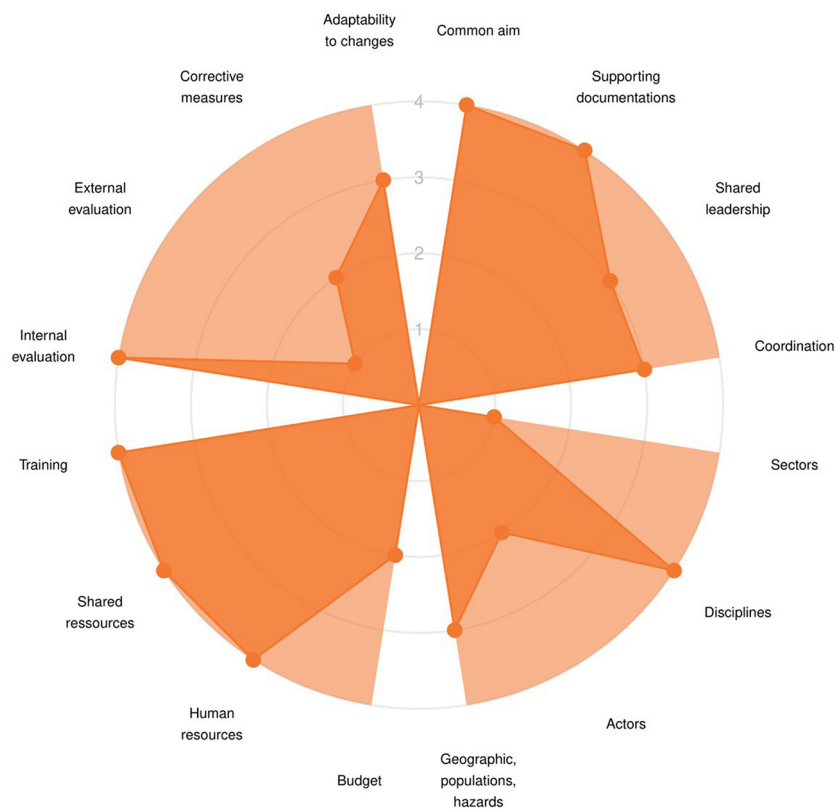 Adaptability
to changes
Common aim
Corrective
measures
Supporting
documentations
External
evaluation
Shared
leadership
Internal
evaluation
Coordination
4
3
2
1
Training
Sectors
Shared
ressources
Disciplines
Human
resources
Actors
Budget
Geographic,
populations,
hazards